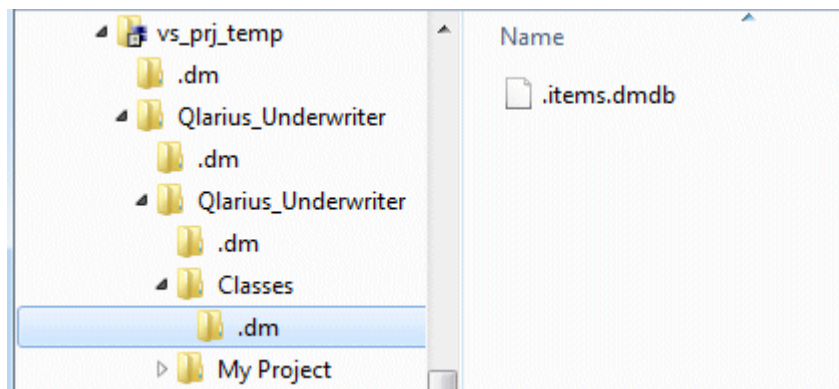 vs_prj_temp
.dm
Qlarius_Underwriter
.dm
Qlarius_Underwriter
.dm
Classes
.dm
My Project
Name
.items.dmdb